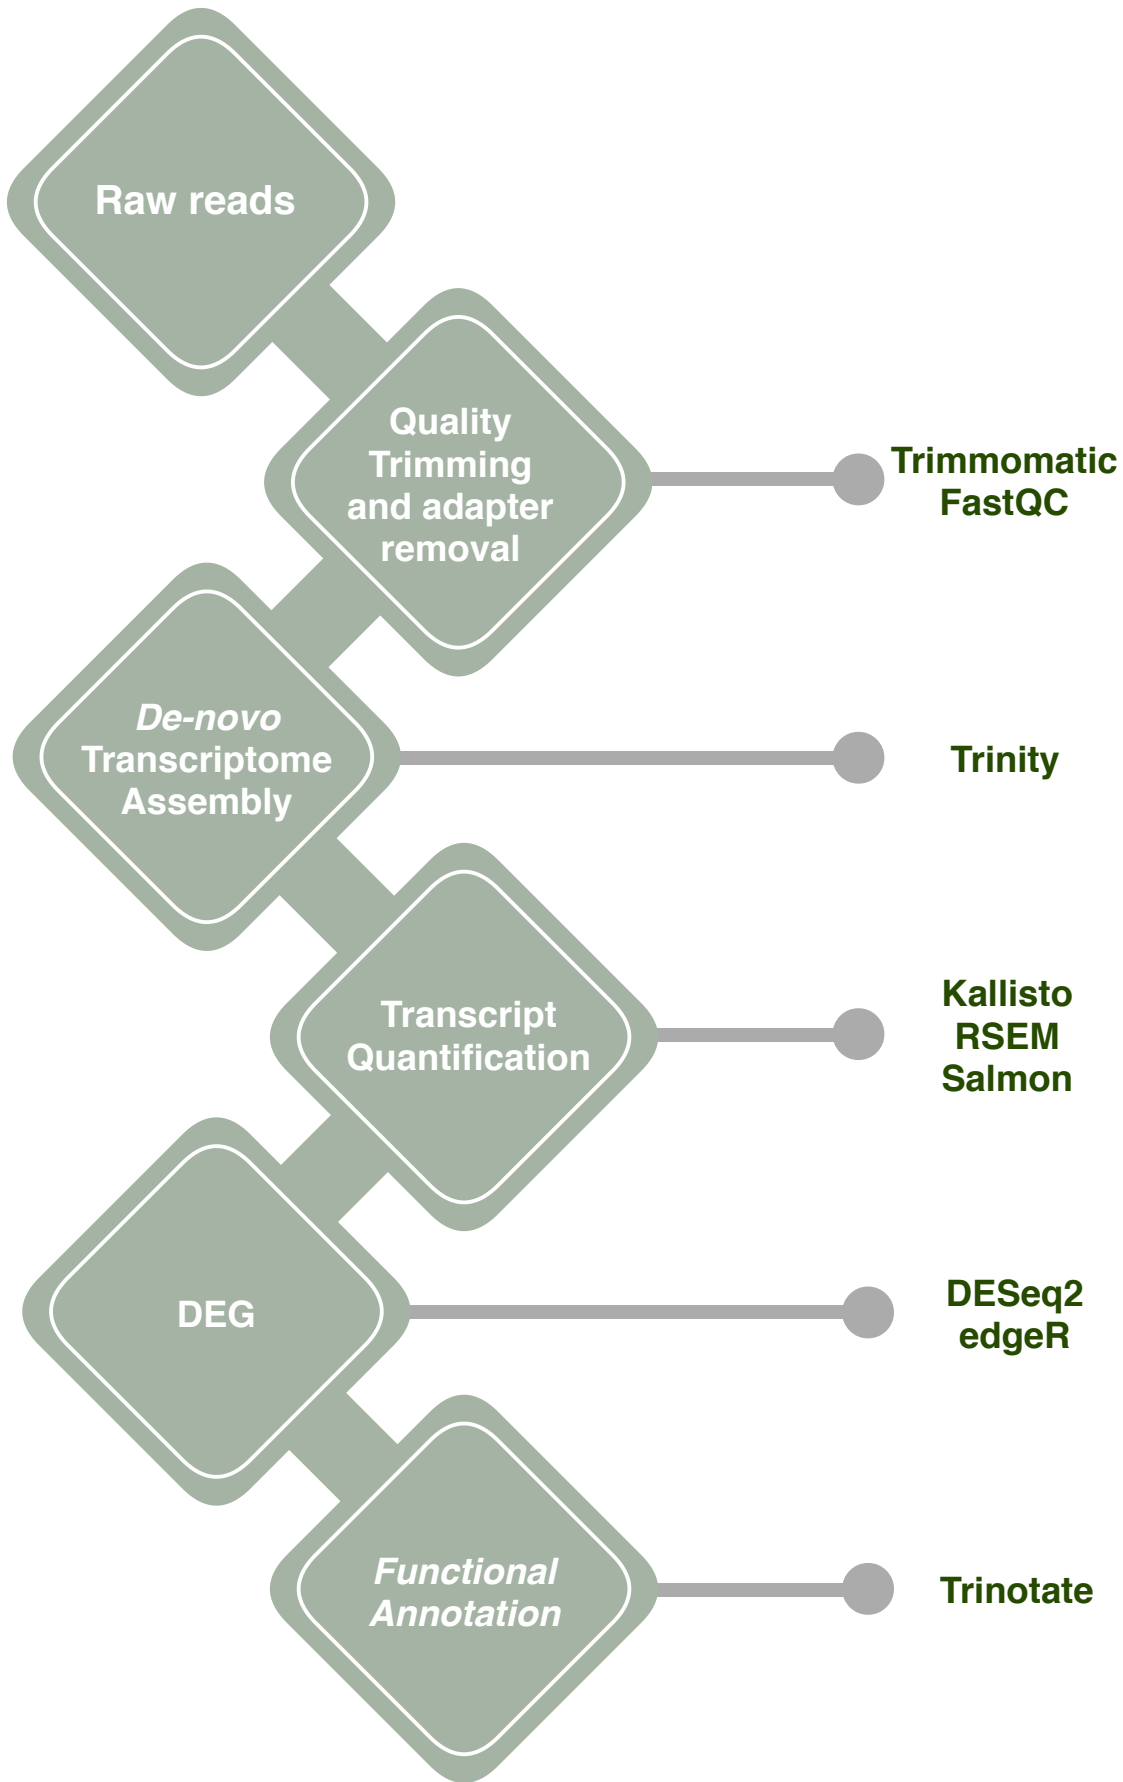 Raw reads
Quality
Trimming
and adapter
removal
Trimmomatic
FastQC
De-novo
Transcriptome
Assembly
Trinity
Transcript
Quantification
Kallisto
RSEM
Salmon
DEG
DESeq2
edgeR
Functional
Annotation
Trinotate